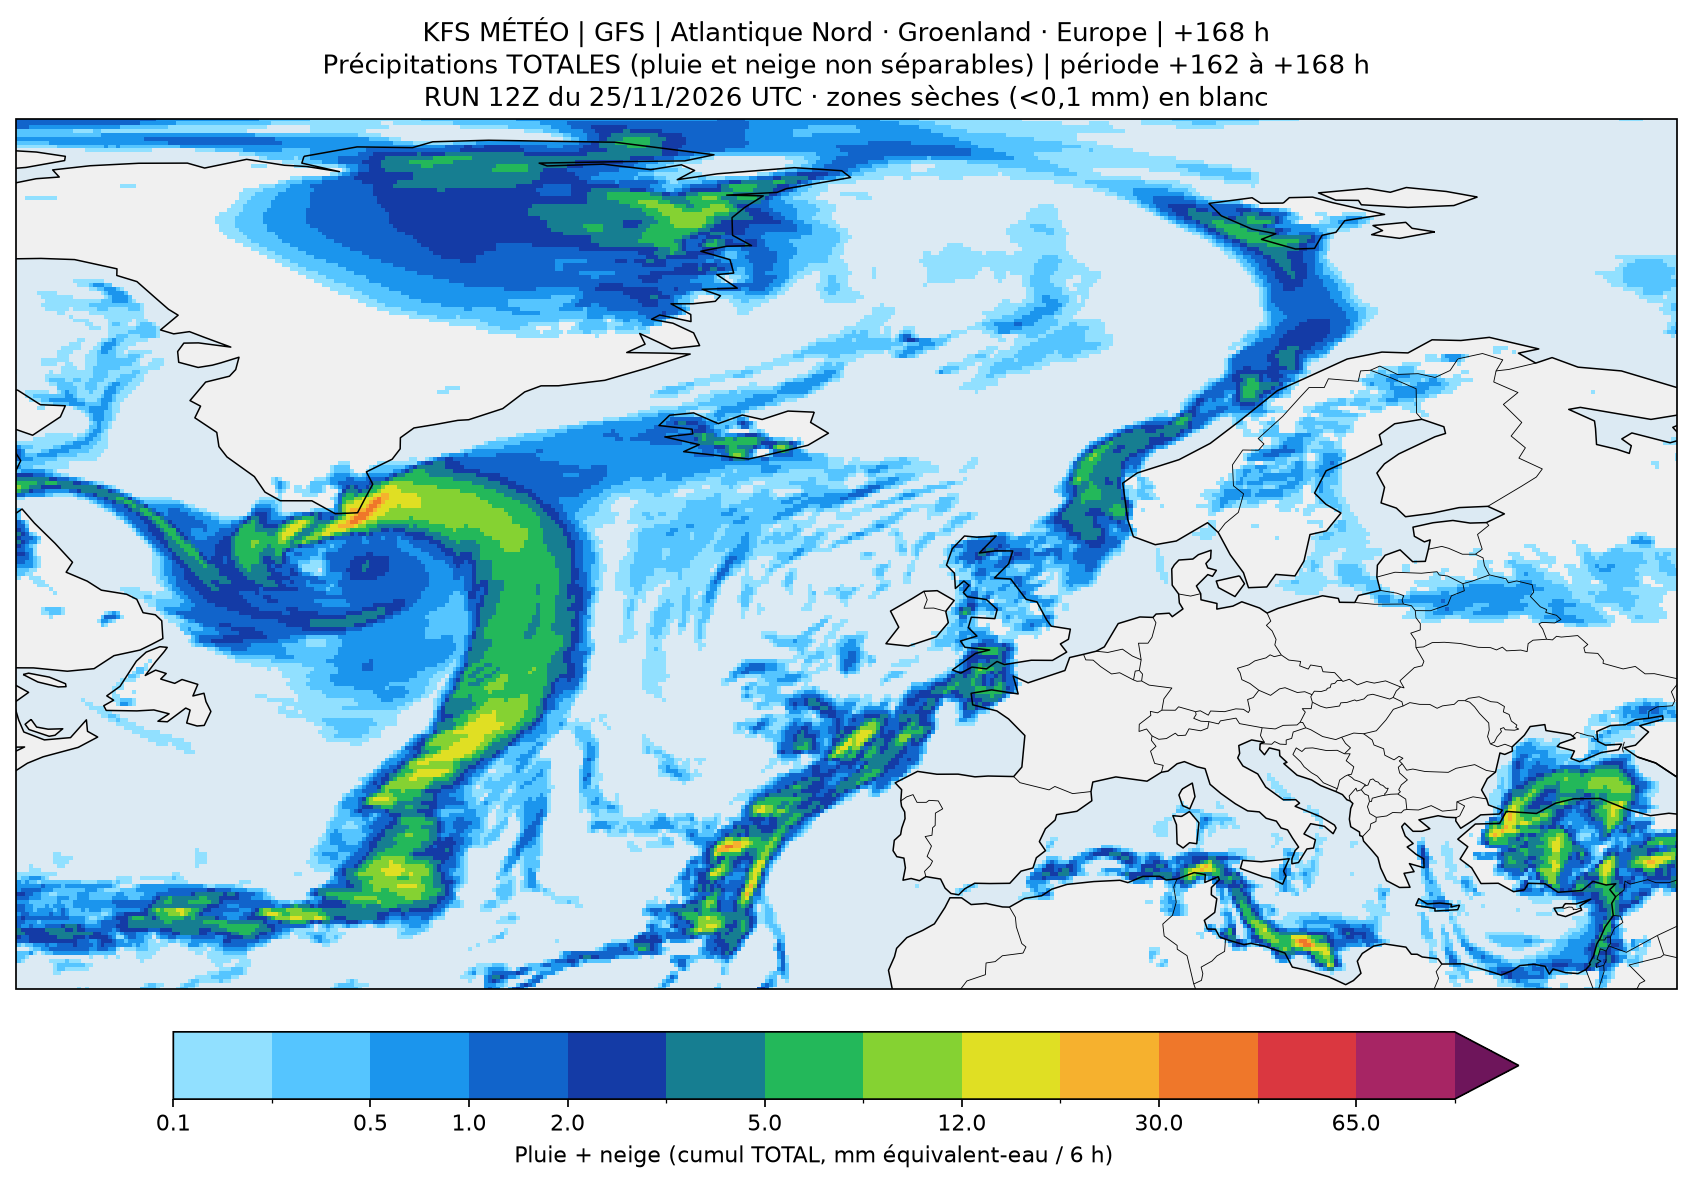 KFS MÉTÉO | GFS | Atlantique Nord · Groenland · Europe | +168 h
Précipitations TOTALES (pluie et neige non séparables) | période +162 à +168 h
RUN 12Z du 25/11/2026 UTC · zones sèches (<0,1 mm) en blanc
0.1 0.5 1.0 2.0 5.0 12.0 30.0 65.0
Pluie + neige (cumul TOTAL, mm équivalent-eau / 6 h)